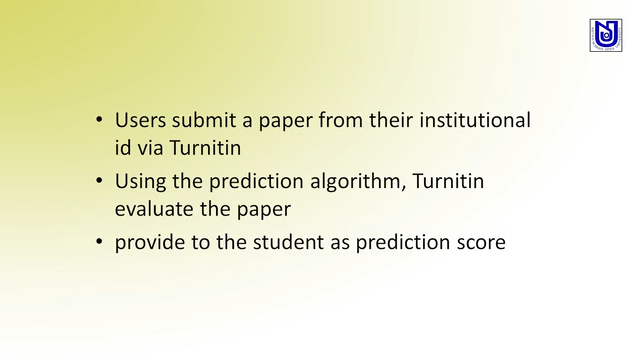 • Users submit a paper from their institutional
id via Turnitin
• Using the prediction algorithm, Turnitin
evaluate the paper
• provide to the student as prediction score